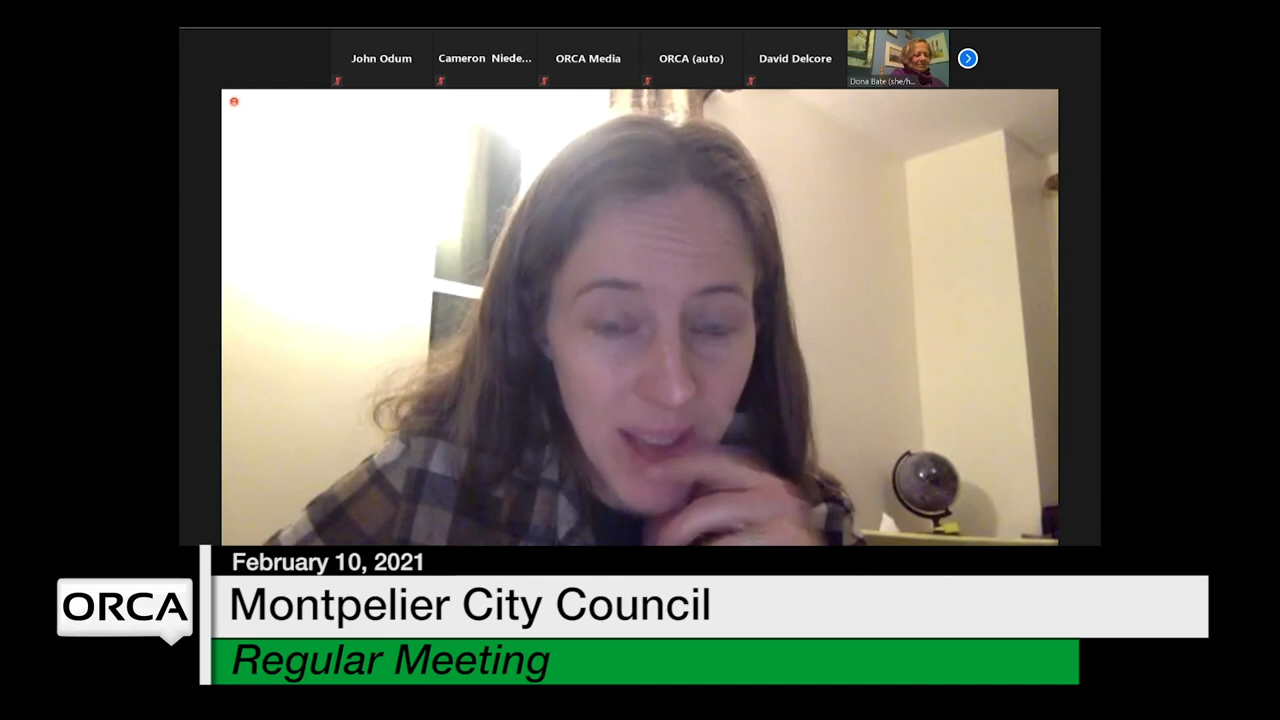 John Odum
Cameron Niede...
ORCA Media
ORCA (auto)
David Delcore
Dona Bate (she/h...
February 10, 2021
ORCA
Montpelier City Council
Regular Meeting